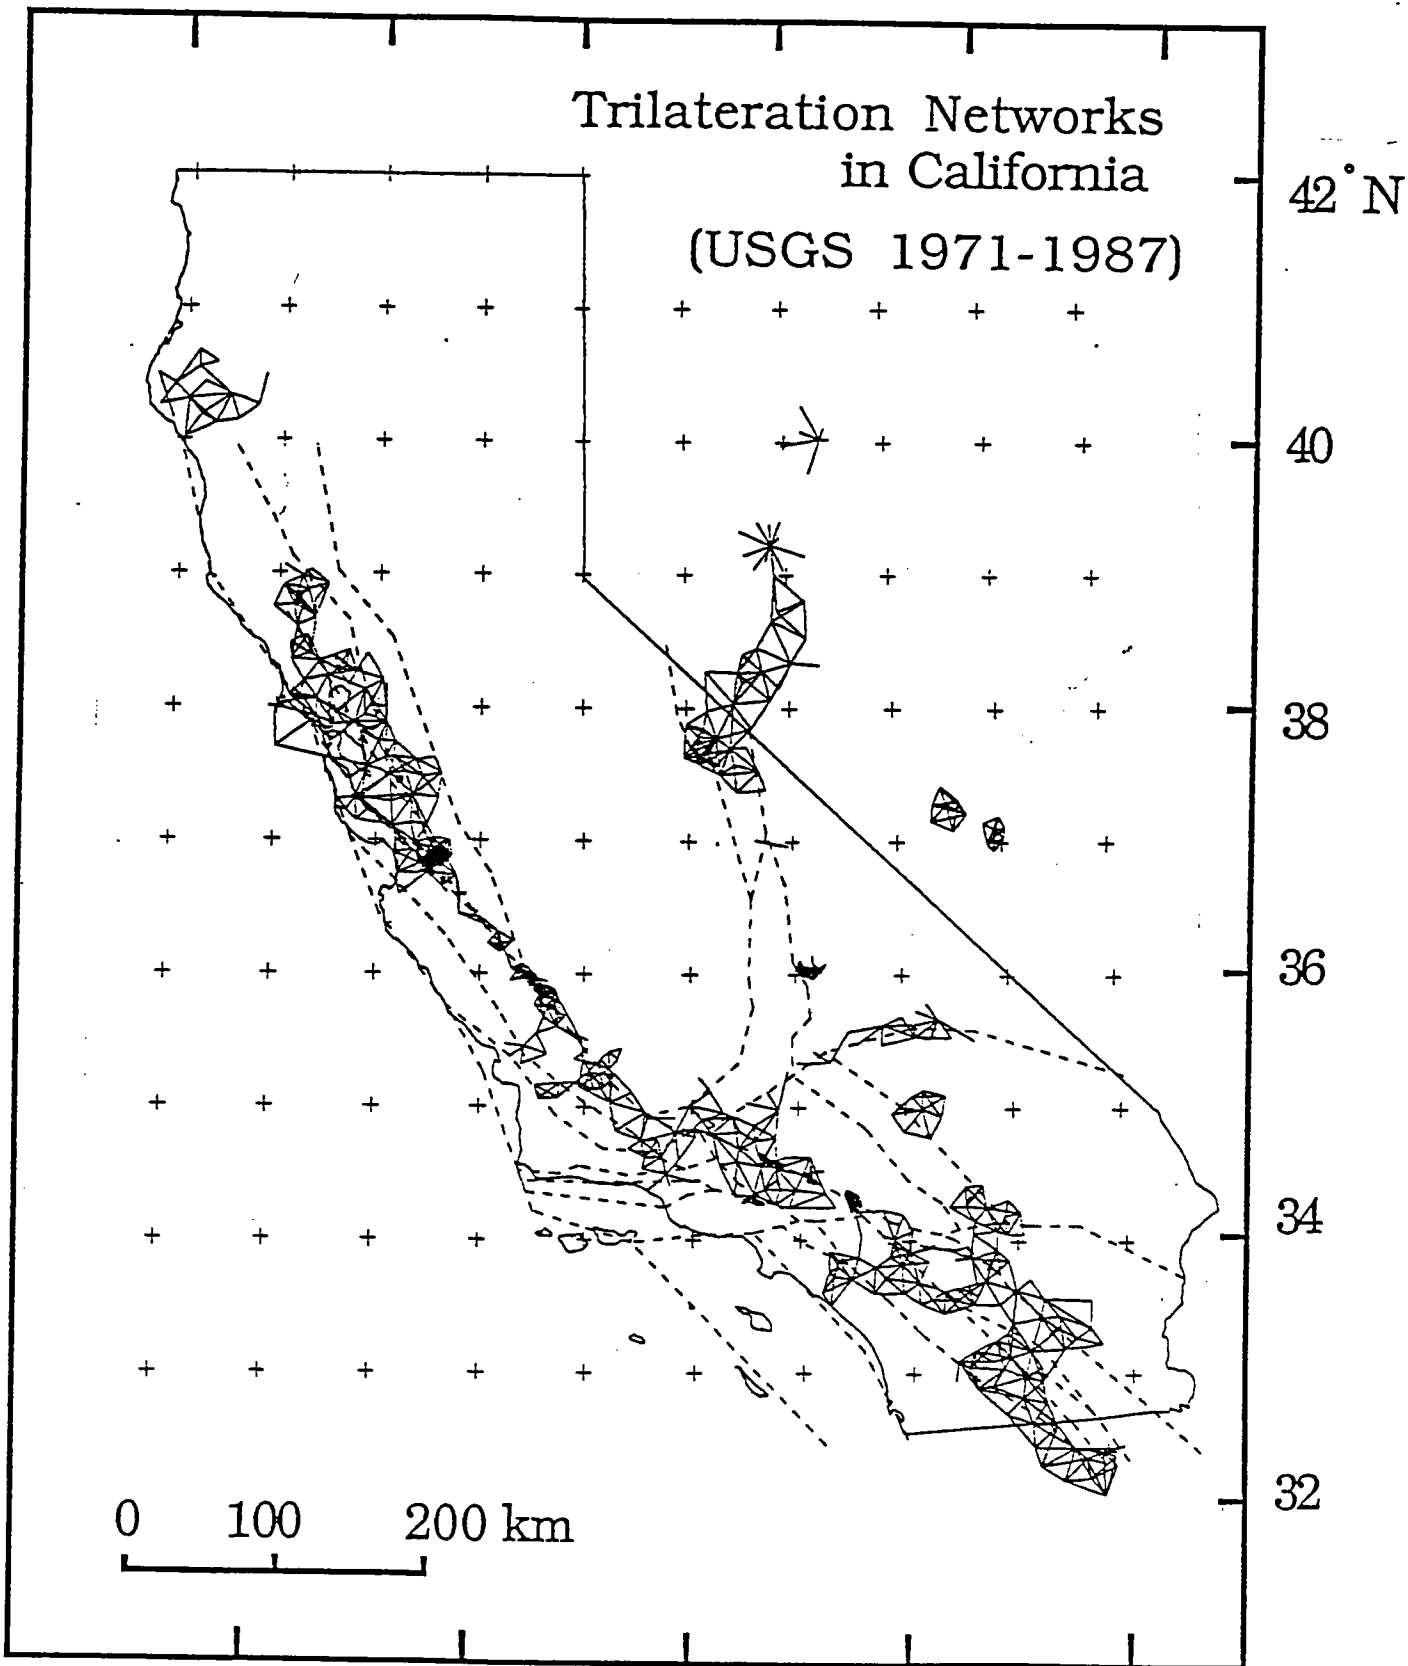 Trilateration Networks
in California
(USGS 1971-1987)
42°N
40
38
36
34
32
0 100 200 km